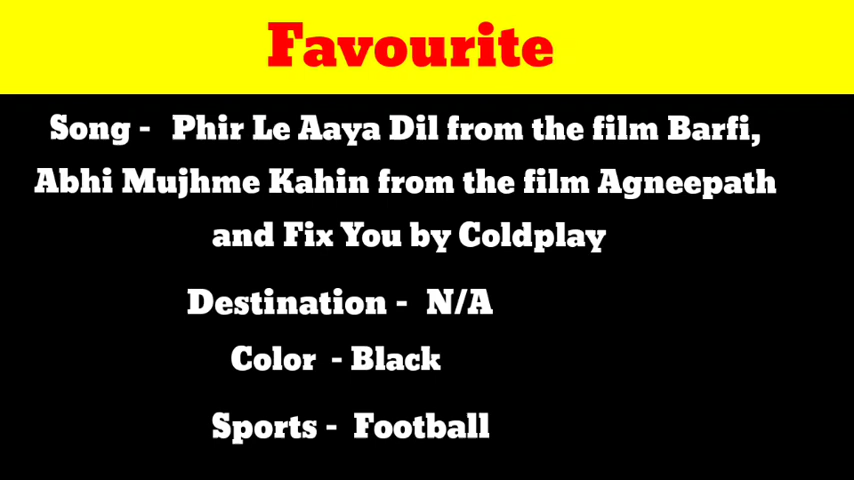 Favourite
Song - Phir Le Aaya Dil from the film Barfi,
Abhi Mujhme Kahin from the film Agneepath
and Fix You by Coldplay
Destination - N/A
Color - Black
Sports - Football